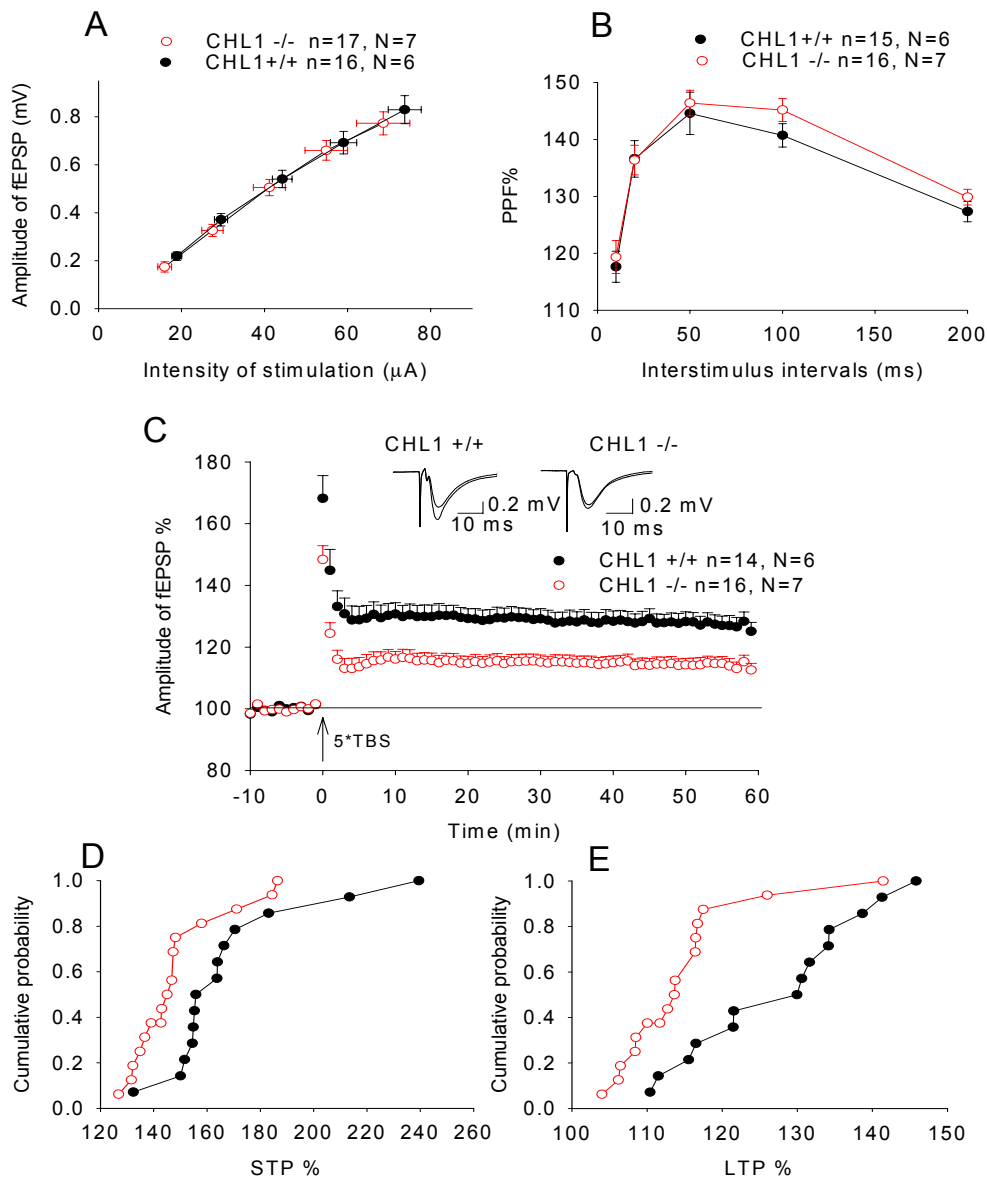 A
CHL1 -/- n=17, N=7
CHL1+/+ n=16, N=6
Amplitude of fEPSP (mV)
0.8
0.6
0.4
0.2
0.0
0 20 40 60 80
Intensity of stimulation (μA)
B
CHL1+/+ n=15, N=6
CHL1 -/- n=16, N=7
PPF%
150
140
130
120
110
0 50 100 150 200
Interstimulus intervals (ms)
C
CHL1 +/+ CHL1 -/-
0.2 mV 0.2 mV
10 ms 10 ms
CHL1 +/+ n=14, N=6
CHL1 -/- n=16, N=7
Amplitude of fEPSP %
180
160
140
120
100
80
5*TBS
-10 0 10 20 30 40 50 60
Time (min)
D
Cumulative probability
1.0
0.8
0.6
0.4
0.2
0.0
120 140 160 180 200 220 240 260
STP %
E
Cumulative probability
1.0
0.8
0.6
0.4
0.2
0.0
100 110 120 130 140 150
LTP %